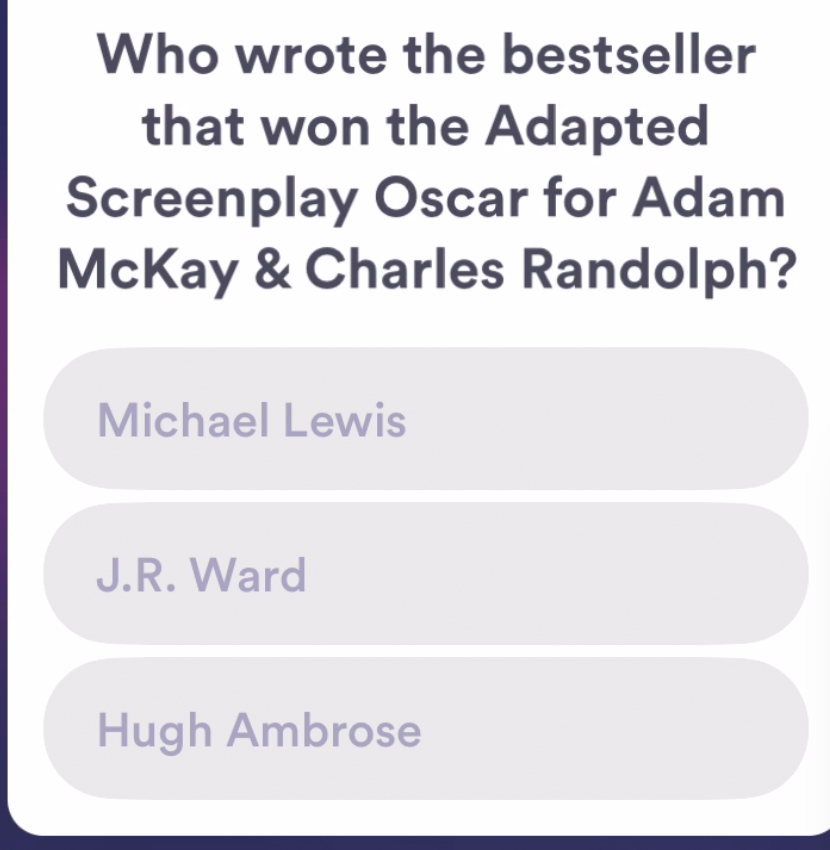 Who wrote the bestseller
that won the Adapted
Screenplay Oscar for Adam
McKay & Charles Randolph?
Michael Lewis
J.R. Ward
Hugh Ambrose